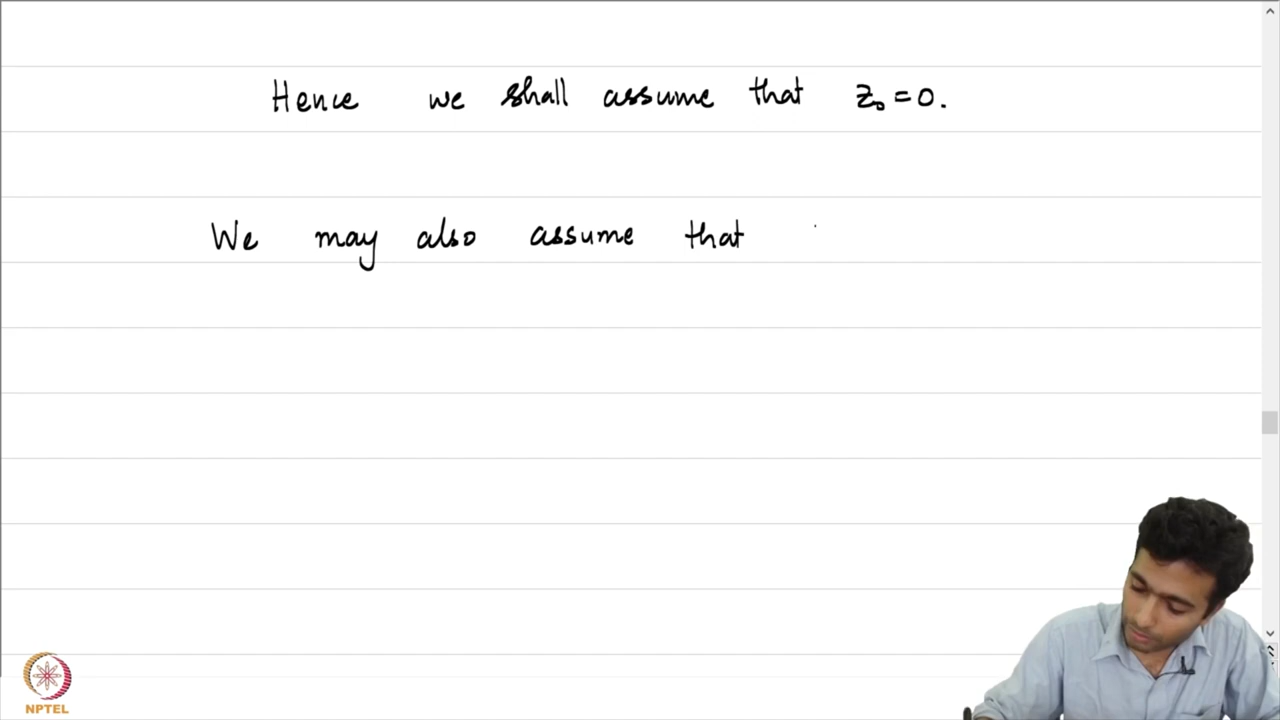 Hence we shall assume that z₀ = 0.
We may also assume that
NPTEL